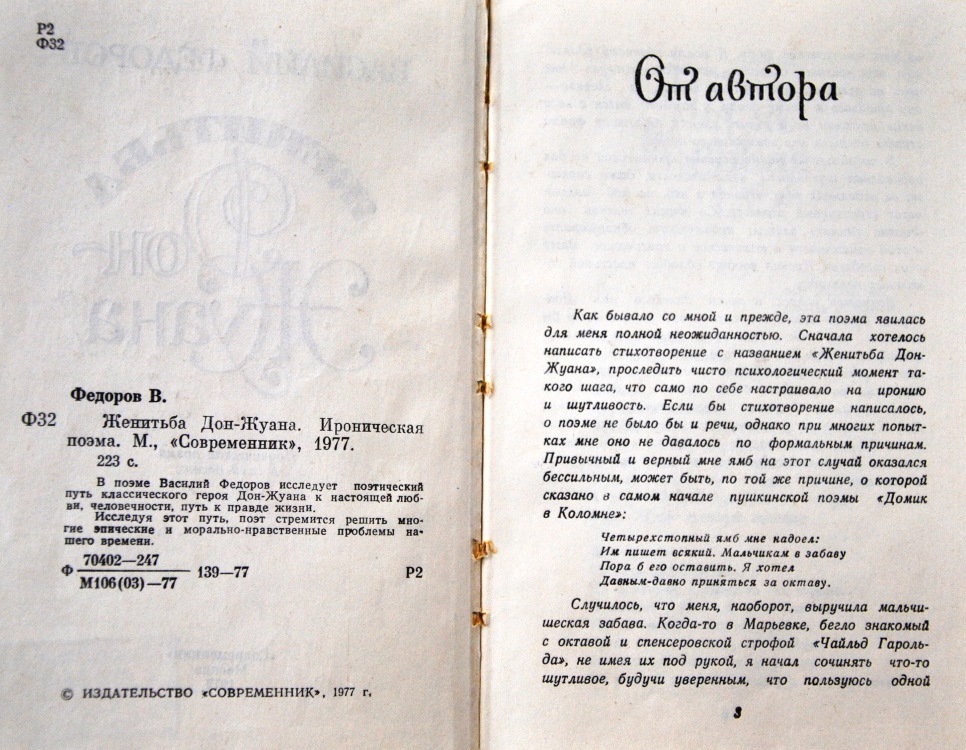 Р2
Ф32
Федоров В.
Ф32 Женитьба Дон-Жуана. Ироническая
поэма. М., «Современник», 1977.
223 с.
В поэме Василий Федоров исследует поэтический
путь классического героя Дон-Жуана к настоящей люб-
ви, человечности, путь к правде жизни.
Исследуя этот путь, поэт стремится решить мно-
гие эпические и морально-нравственные проблемы на-
шего времени.
Ф 70402—247
М106(03)—77 139—77 Р2
© ИЗДАТЕЛЬСТВО «СОВРЕМЕННИК», 1977 г.
От автора
Как бывало со мной и прежде, эта поэма явилась
для меня полной неожиданностью. Сначала хотелось
написать стихотворение с названием «Женитьба Дон-
Жуана», проследить чисто психологический момент та-
кого шага, что само по себе настраивало на иронию
и шутливость. Если бы стихотворение написалось,
о поэме не было бы и речи, однако при многих попыт-
ках мне оно не давалось по формальным причинам.
Привычный и верный мне ямб на этот случай оказался
бессильным, может быть, по той же причине, о которой
сказано в самом начале пушкинской поэмы «Домик
в Коломне»:
Четырехстопный ямб мне надоел:
Им пишет всякий. Мальчикам в забаву
Пора б его оставить. Я хотел
Давным-давно приняться за октаву.
Случилось, что меня, наоборот, выручила мальчи-
шеская забава. Когда-то в Марьевке, бегло знакомый
с октавой и спенсеровской строфой «Чайльд Гароль-
да», не имея их под рукой, я начал сочинять что-то
шутливое, будучи уверенным, что пользуюсь одной
3